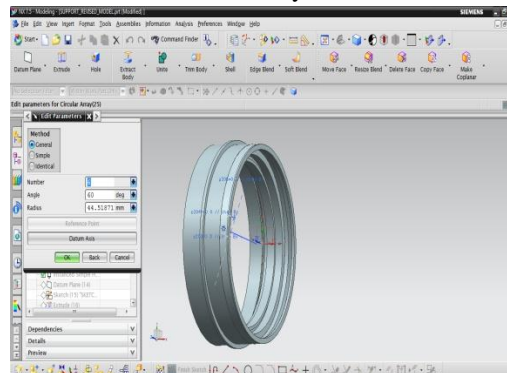 NX 7.5 - Modeling - [SUPPORT_REVISED_MODEL.prt (Modified)]
SIEMENS
File Edit View Insert Format Tools Assemblies Information Analysis Preferences Window Help
Start
Command Finder
Datum Plane Extrude Hole Extract Body Unite Trim Body Shell Edge Blend Soft Blend Move Face Resize Blend Delete Face Copy Face Make Coplanar
Edit parameters for Circular Array(25)
Edit Parameters
Method
General
Simple
Identical
Number
Angle 60 deg
Radius 44.51871 mm
Reference Point
Datum Axis
OK Back Cancel
Datum Plane (14)
Sketch (15) "SKETC
Extrude (16)
Dependencies
Details
Preview
Finish Sketch